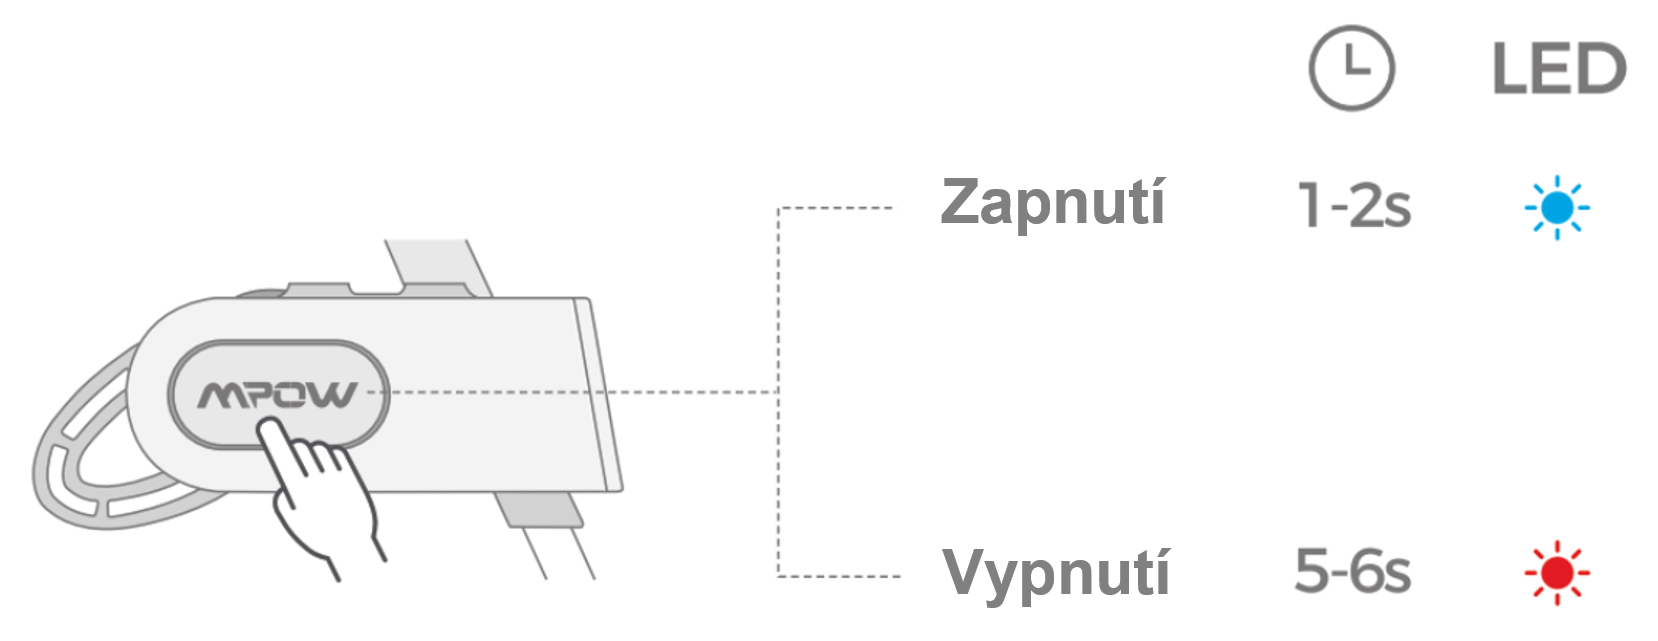 LED
Zapnutí 1-2s
MPOW
Vypnutí 5-6s